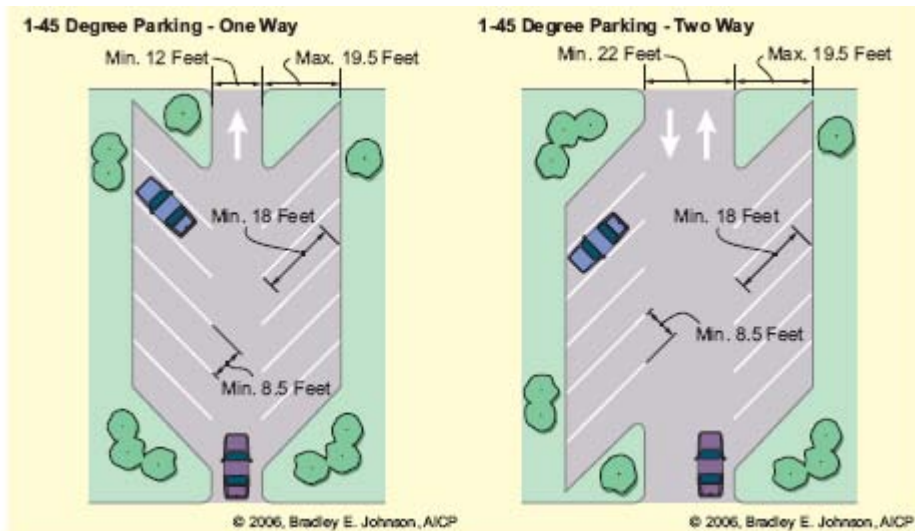 1-45 Degree Parking - One Way
Min. 12 Feet
Max. 19.5 Feet
Min. 18 Feet
Min. 8.5 Feet
© 2006, Bradley E. Johnson, AICP
1-45 Degree Parking - Two Way
Min. 22 Feet
Max. 19.5 Feet
Min. 18 Feet
Min. 8.5 Feet
© 2006, Bradley E. Johnson, AICP